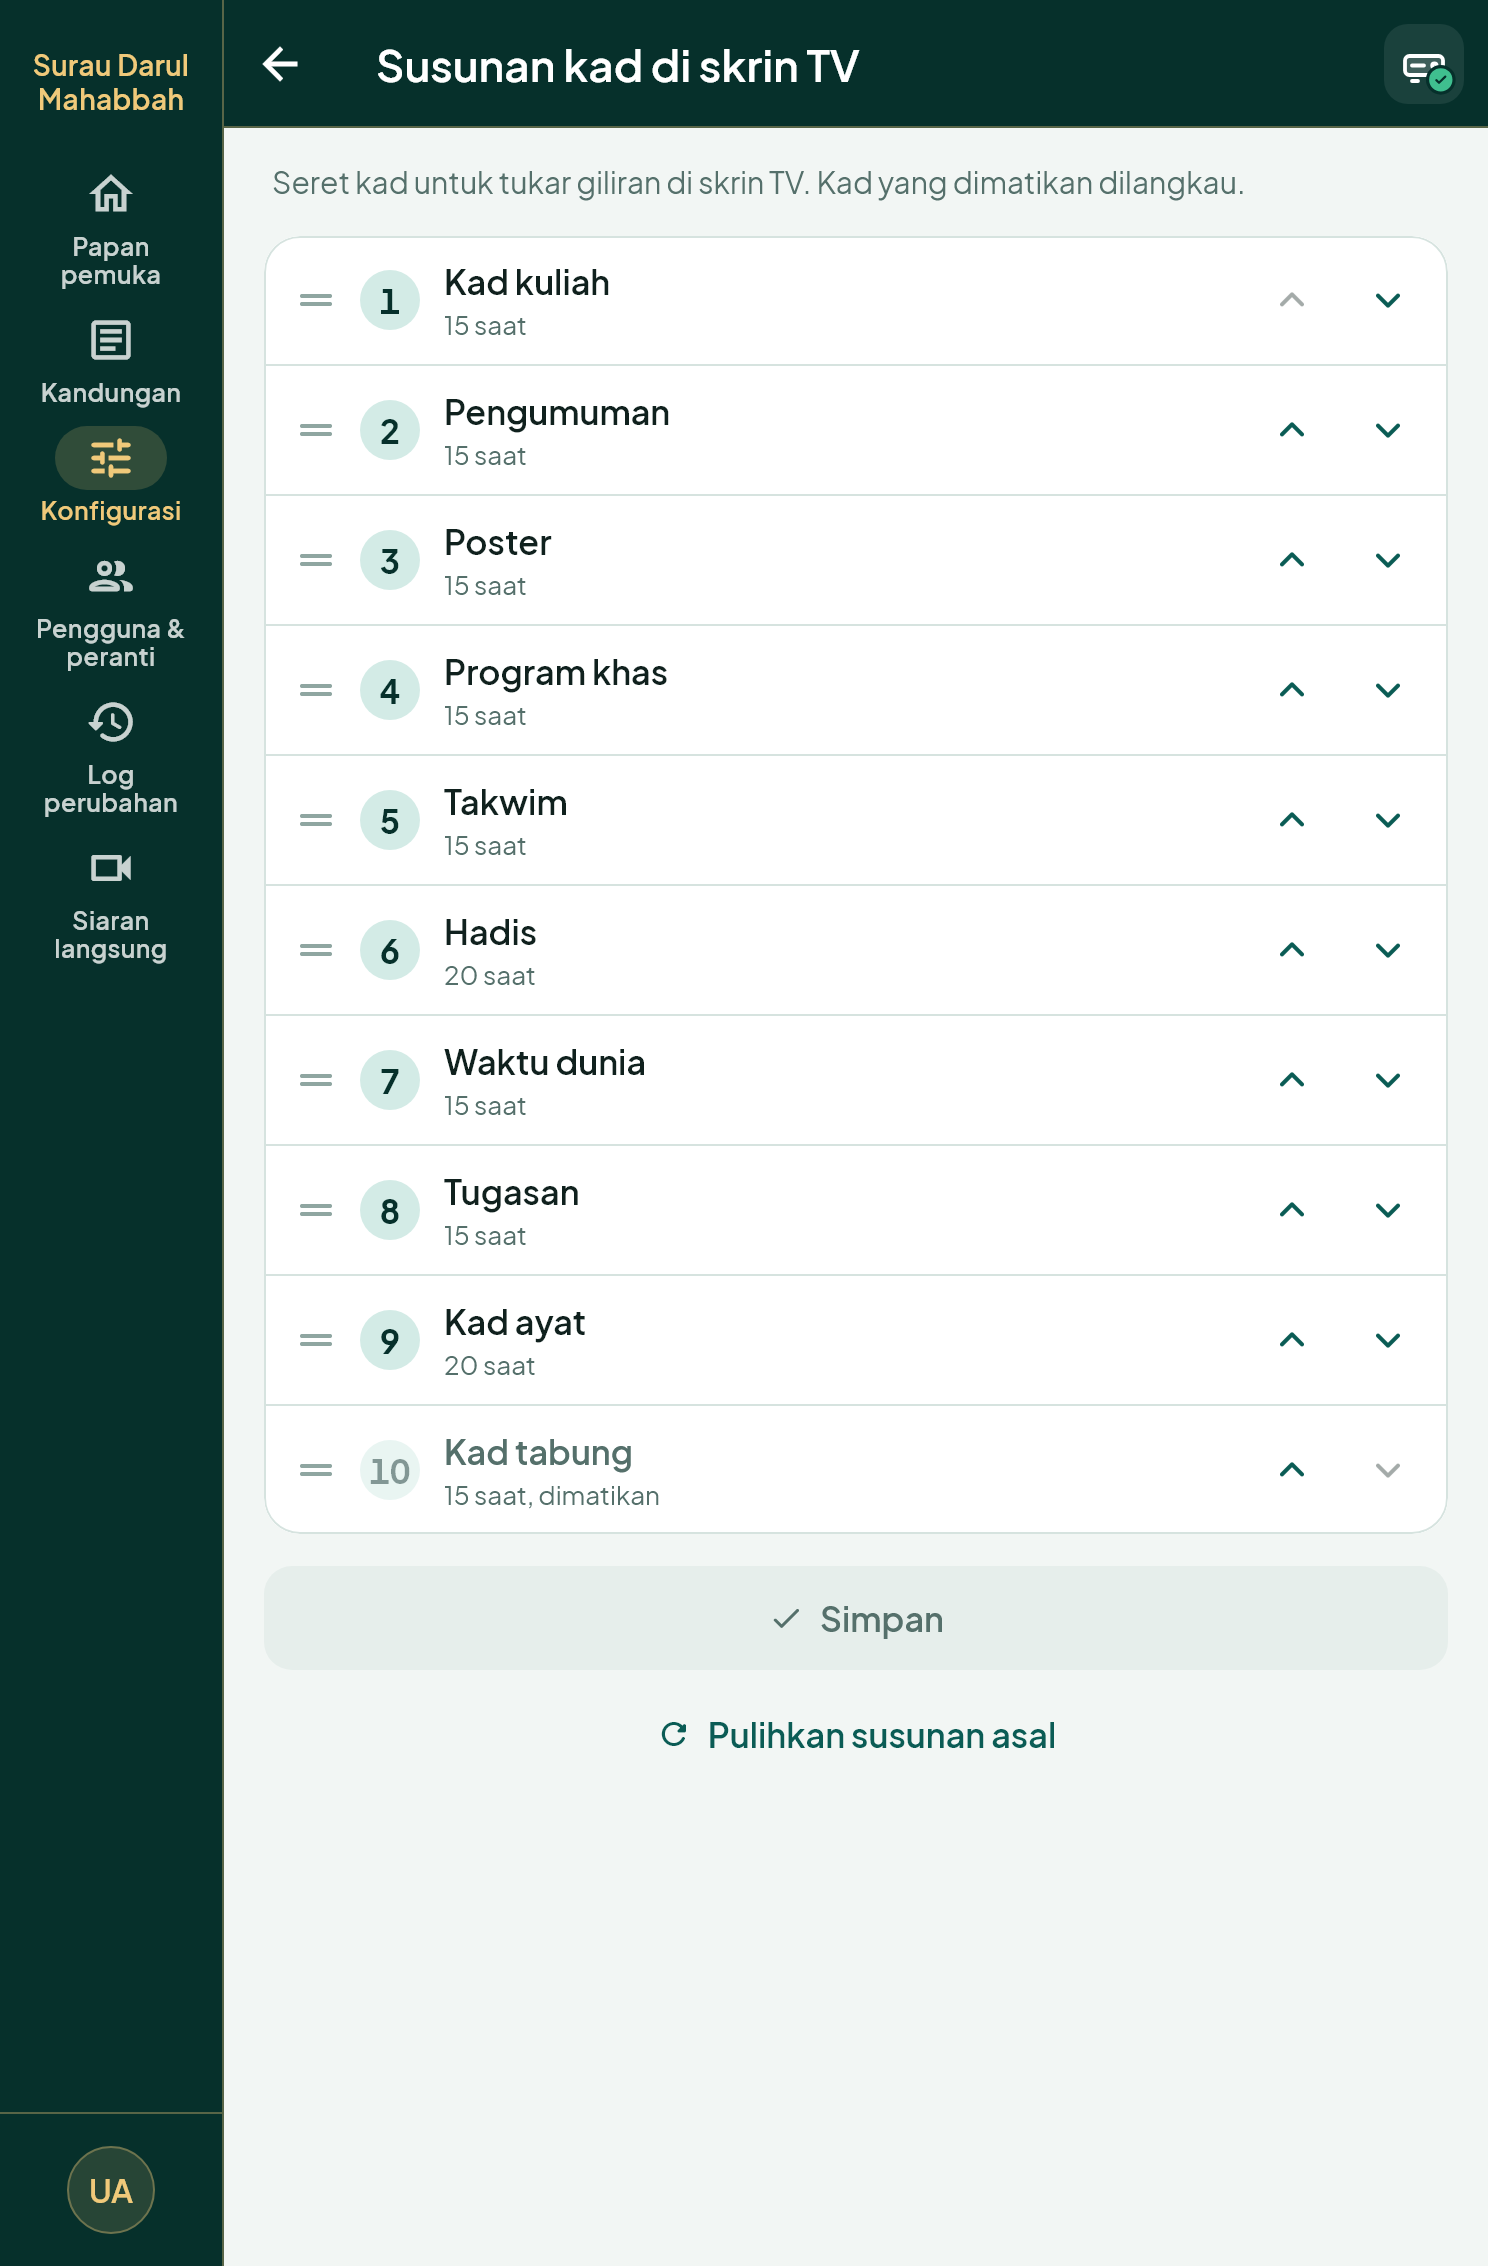 Surau Darul
Mahabbah
Papan
pemuka
Kandungan
Konfigurasi
Pengguna &
peranti
Log
perubahan
Siaran
langsung
UA
Susunan kad di skrin TV
Seret kad untuk tukar giliran di skrin TV. Kad yang dimatikan dilangkau.
1
Kad kuliah
15 saat
2
Pengumuman
15 saat
3
Poster
15 saat
4
Program khas
15 saat
5
Takwim
15 saat
6
Hadis
20 saat
7
Waktu dunia
15 saat
8
Tugasan
15 saat
9
Kad ayat
20 saat
10
Kad tabung
15 saat, dimatikan
Simpan
Pulihkan susunan asal